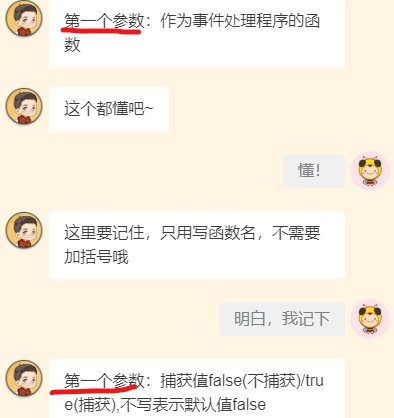 第一个参数：作为事件处理程序的函
数
这个都懂吧~
懂！
这里要记住，只用写函数名，不需要
加括号哦
明白，我记下
第一个参数：捕获值false(不捕获)/tru
e(捕获),不写表示默认值false